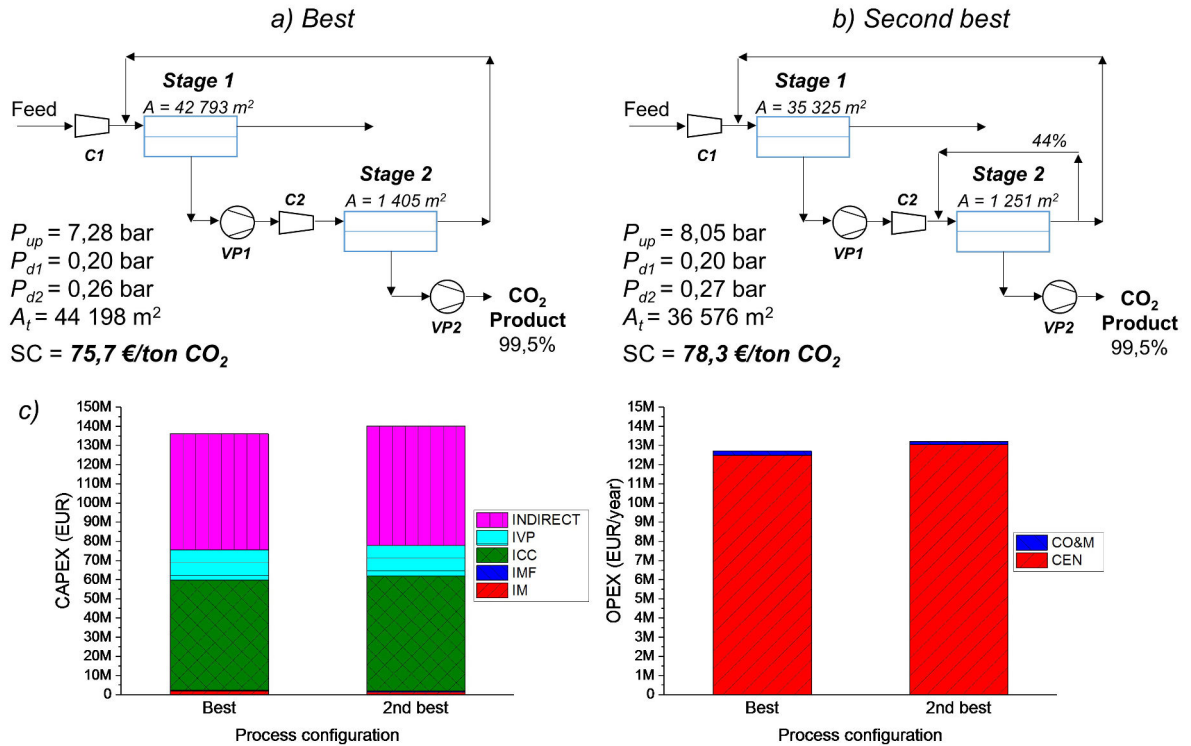 a) Best
Stage 1
A = 42 793 m²
Feed
C1
Stage 2
A = 1 405 m²
C2
VP1
VP2
CO₂
Product
99,5%
P_up = 7,28 bar
P_d1 = 0,20 bar
P_d2 = 0,26 bar
A_t = 44 198 m²
SC = 75,7 €/ton CO₂
b) Second best
Stage 1
A = 35 325 m²
Feed
C1
44%
Stage 2
A = 1 251 m²
C2
VP1
VP2
CO₂
Product
99,5%
P_up = 8,05 bar
P_d1 = 0,20 bar
P_d2 = 0,27 bar
A_t = 36 576 m²
SC = 78,3 €/ton CO₂
c)
CAPEX (EUR)
150M
140M
130M
120M
110M
100M
90M
80M
70M
60M
50M
40M
30M
20M
10M
0
Best
2nd best
Process configuration
INDIRECT
IVP
ICC
IMF
IM
OPEX (EUR/year)
15M
14M
13M
12M
11M
10M
9M
8M
7M
6M
5M
4M
3M
2M
1M
0
Best
2nd best
Process configuration
CO&M
CEN